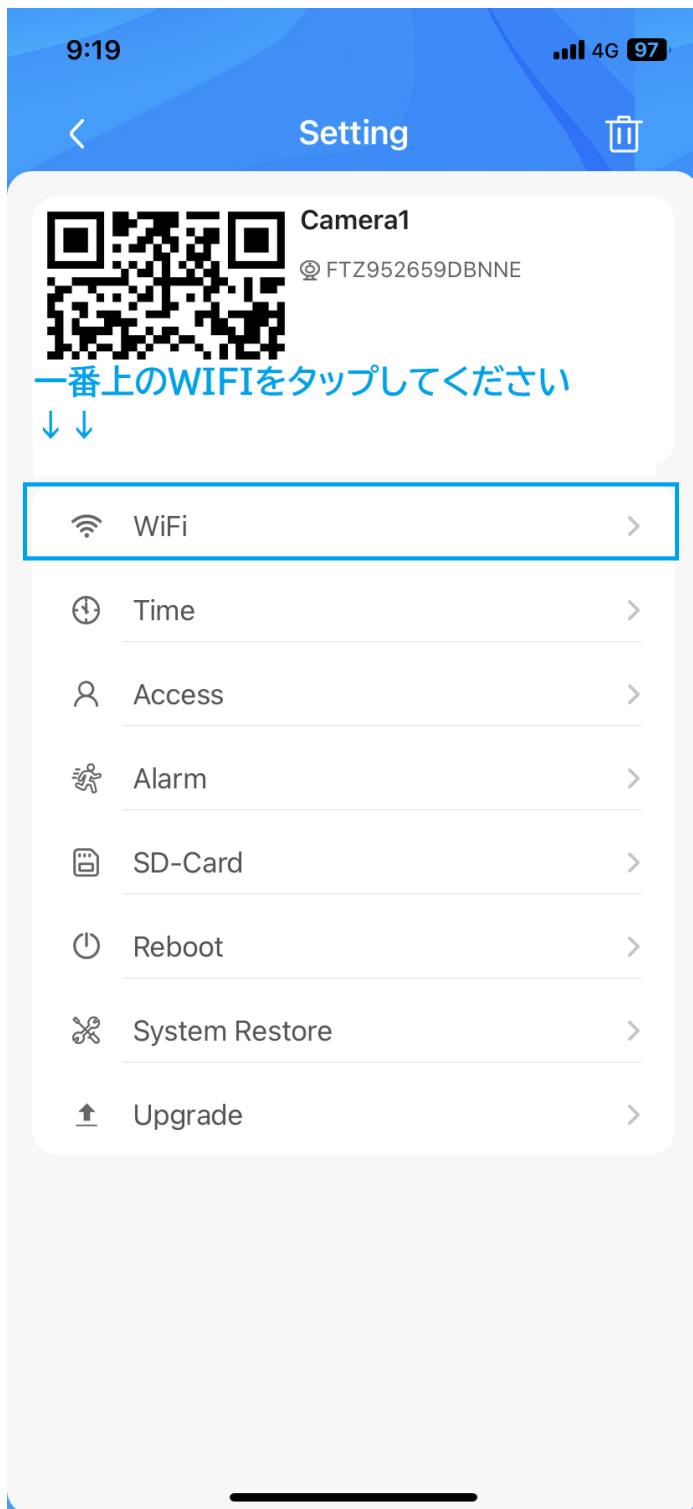 9:19
4G 97
Setting
Camera1
FTZ952659DBNNE
一番上のWIFIをタップしてください
↓↓
WiFi
Time
Access
Alarm
SD-Card
Reboot
System Restore
Upgrade